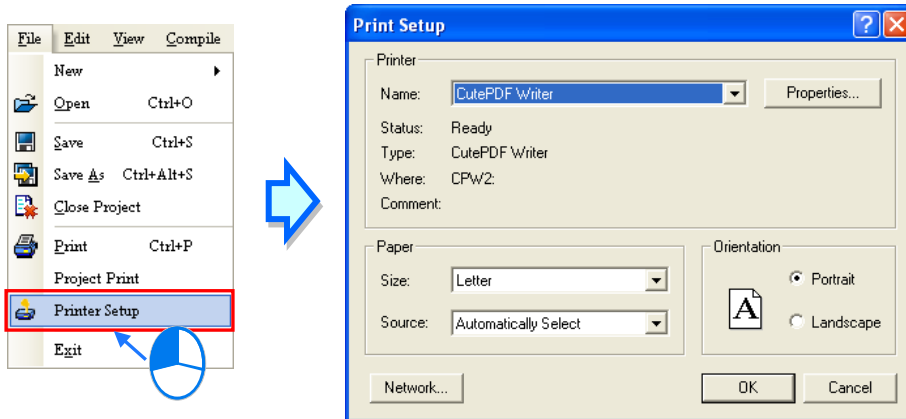 File Edit View Compile
New
Open Ctrl+O
Save Ctrl+S
Save As Ctrl+Alt+S
Close Project
Print Ctrl+P
Project Print
Printer Setup
Exit
Print Setup
Printer
Name: CutePDF Writer Properties...
Status: Ready
Type: CutePDF Writer
Where: CPW2:
Comment:
Paper
Size: Letter
Source: Automatically Select
Orientation
A
Portrait
Landscape
Network... OK Cancel